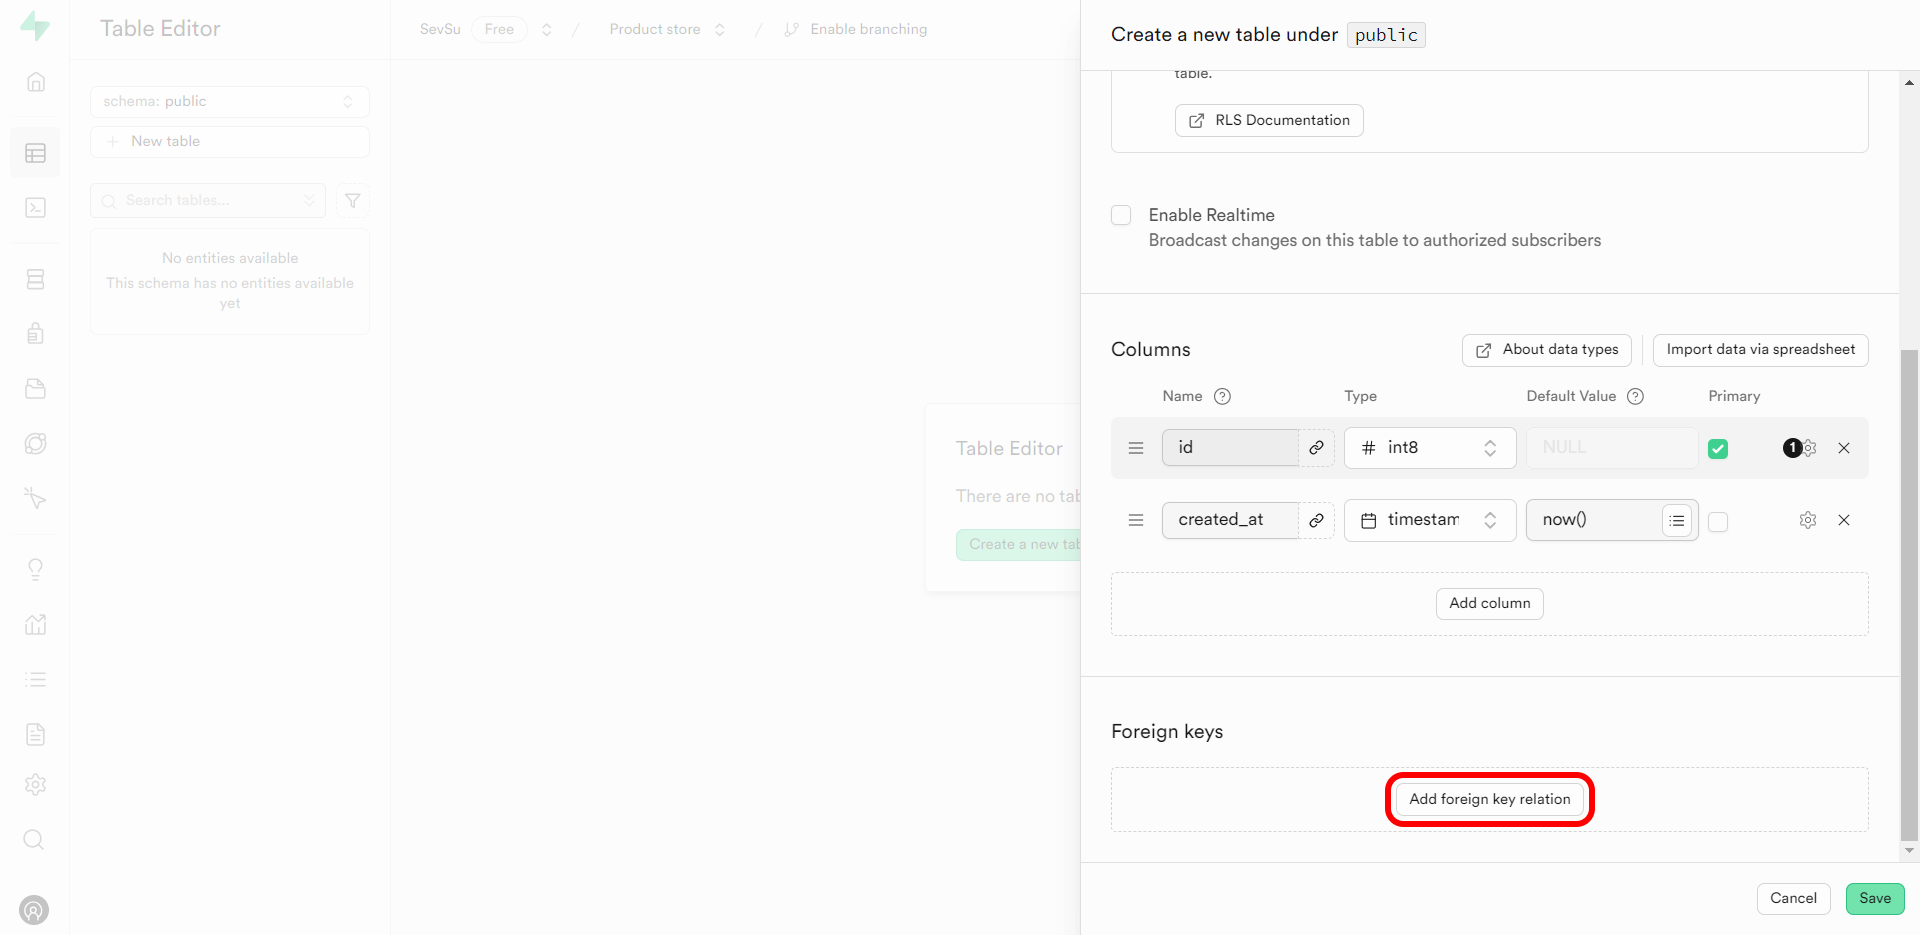 Table Editor
SevSu Free / Product store / Enable branching
schema: public
New table
Search tables...
No entities available
This schema has no entities available
yet
Table Editor
There are no tab
Create a new tab
Create a new table under public
table.
RLS Documentation
Enable Realtime
Broadcast changes on this table to authorized subscribers
Columns
About data types
Import data via spreadsheet
Name ? Type Default Value ? Primary
id # int8 NULL 1
created_at timestam now()
Add column
Foreign keys
Add foreign key relation
Cancel Save